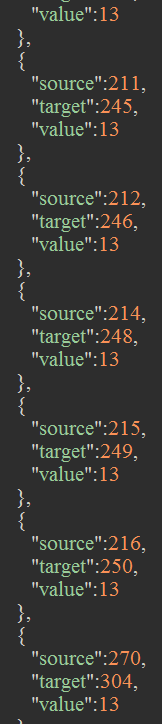 "value":13
},
{
"source":211,
"target":245,
"value":13
},
{
"source":212,
"target":246,
"value":13
},
{
"source":214,
"target":248,
"value":13
},
{
"source":215,
"target":249,
"value":13
},
{
"source":216,
"target":250,
"value":13
},
{
"source":270,
"target":304,
"value":13